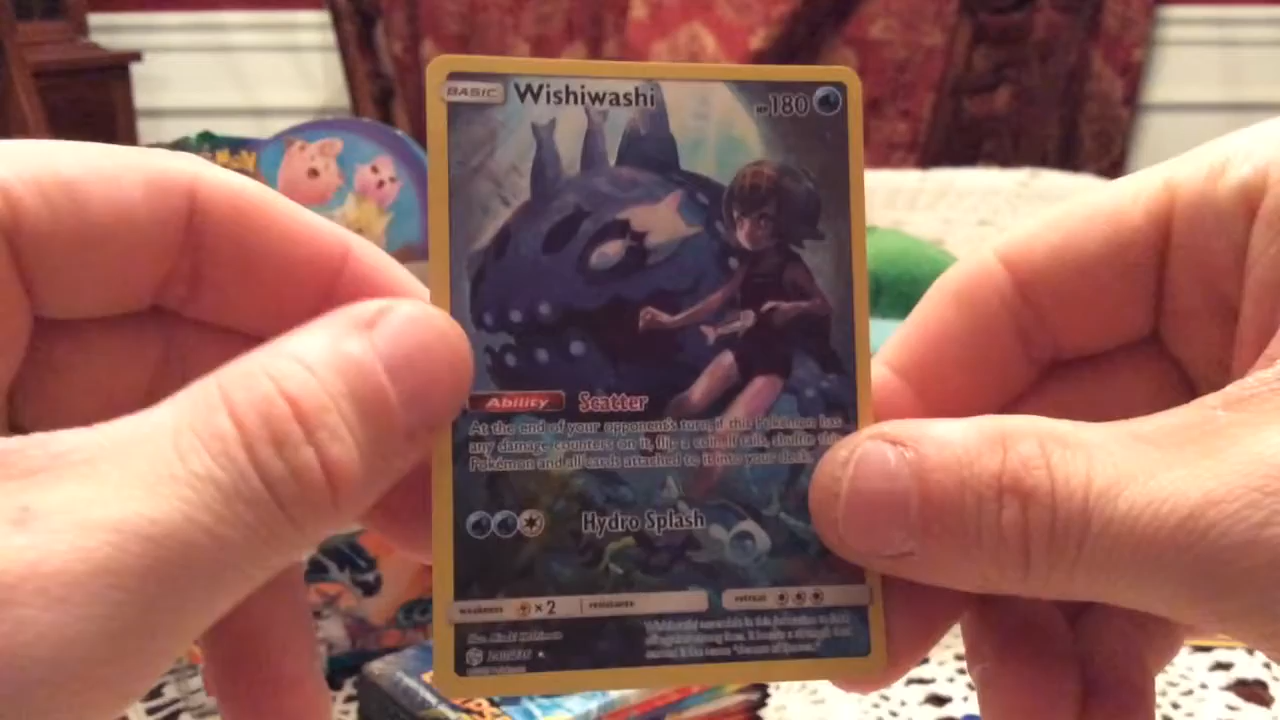 BASIC
Wishiwashi
HP 180
Ability Scatter
At the end of your opponent's turn, if this Pokémon has
any damage counters on it, flip a coin. If tails, shuffle this
Pokémon and all cards attached to it into your deck.
Hydro Splash
weakness ×2 resistance retreat